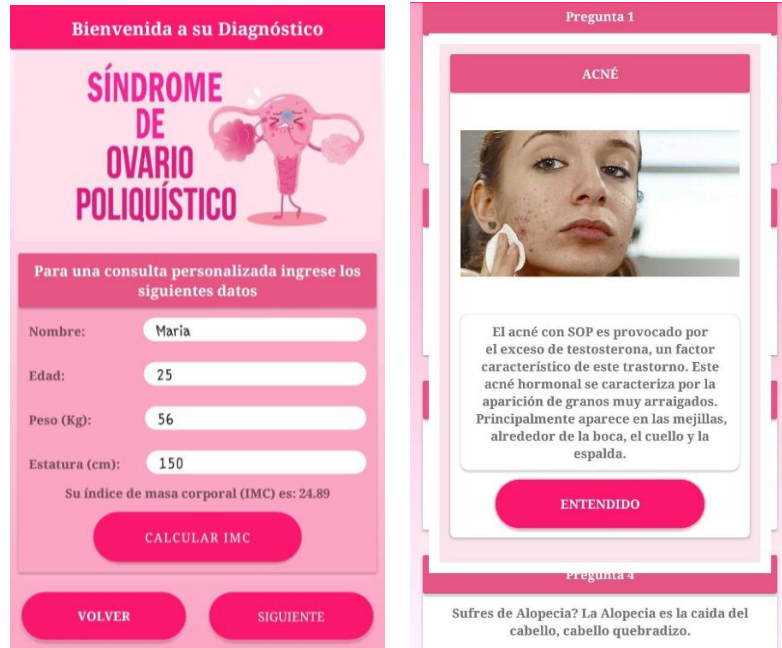 Bienvenida a su Diagnóstico
SÍNDROME
DE
OVARIO
POLIQUÍSTICO
Para una consulta personalizada ingrese los
siguientes datos
Nombre: Maria
Edad: 25
Peso (Kg): 56
Estatura (cm): 150
Su índice de masa corporal (IMC) es: 24.89
CALCULAR IMC
VOLVER SIGUIENTE
Pregunta 1
ACNÉ
El acné con SOP es provocado por
el exceso de testosterona, un factor
característico de este trastorno. Este
acné hormonal se caracteriza por la
aparición de granos muy arraigados.
Principalmente aparece en las mejillas,
alrededor de la boca, el cuello y la
espalda.
ENTENDIDO
Pregunta 4
Sufres de Alopecia? La Alopecia es la caida del
cabello, cabello quebradizo.